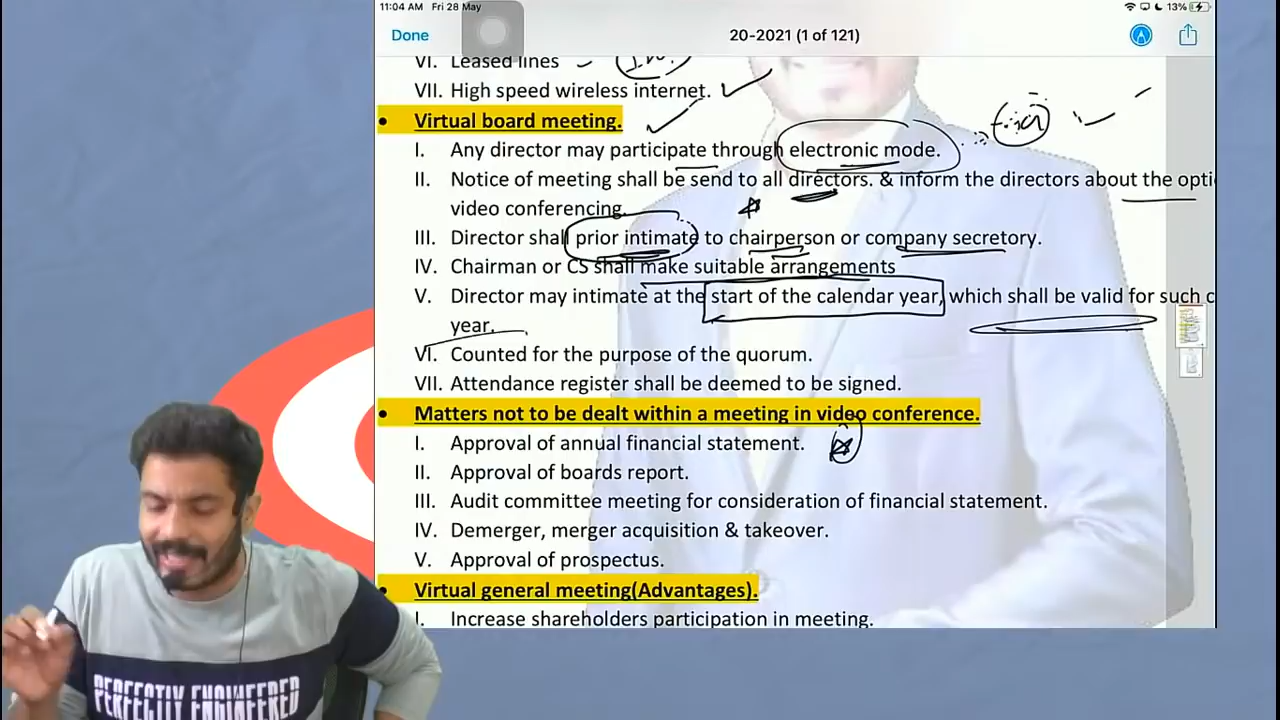 11:04 AM Fri 28 May
13%
Done
20-2021 (1 of 121)
VI. Leased lines
VII. High speed wireless internet.
• Virtual board meeting.
I. Any director may participate through electronic mode.
II. Notice of meeting shall be send to all directors. & inform the directors about the opti
video conferencing.
III. Director shall prior intimate to chairperson or company secretory.
IV. Chairman or CS shall make suitable arrangements
V. Director may intimate at the start of the calendar year, which shall be valid for such c
year.
VI. Counted for the purpose of the quorum.
VII. Attendance register shall be deemed to be signed.
• Matters not to be dealt within a meeting in video conference.
I. Approval of annual financial statement.
II. Approval of boards report.
III. Audit committee meeting for consideration of financial statement.
IV. Demerger, merger acquisition & takeover.
V. Approval of prospectus.
• Virtual general meeting(Advantages).
I. Increase shareholders participation in meeting.
PERFECTLY ENGINEERED